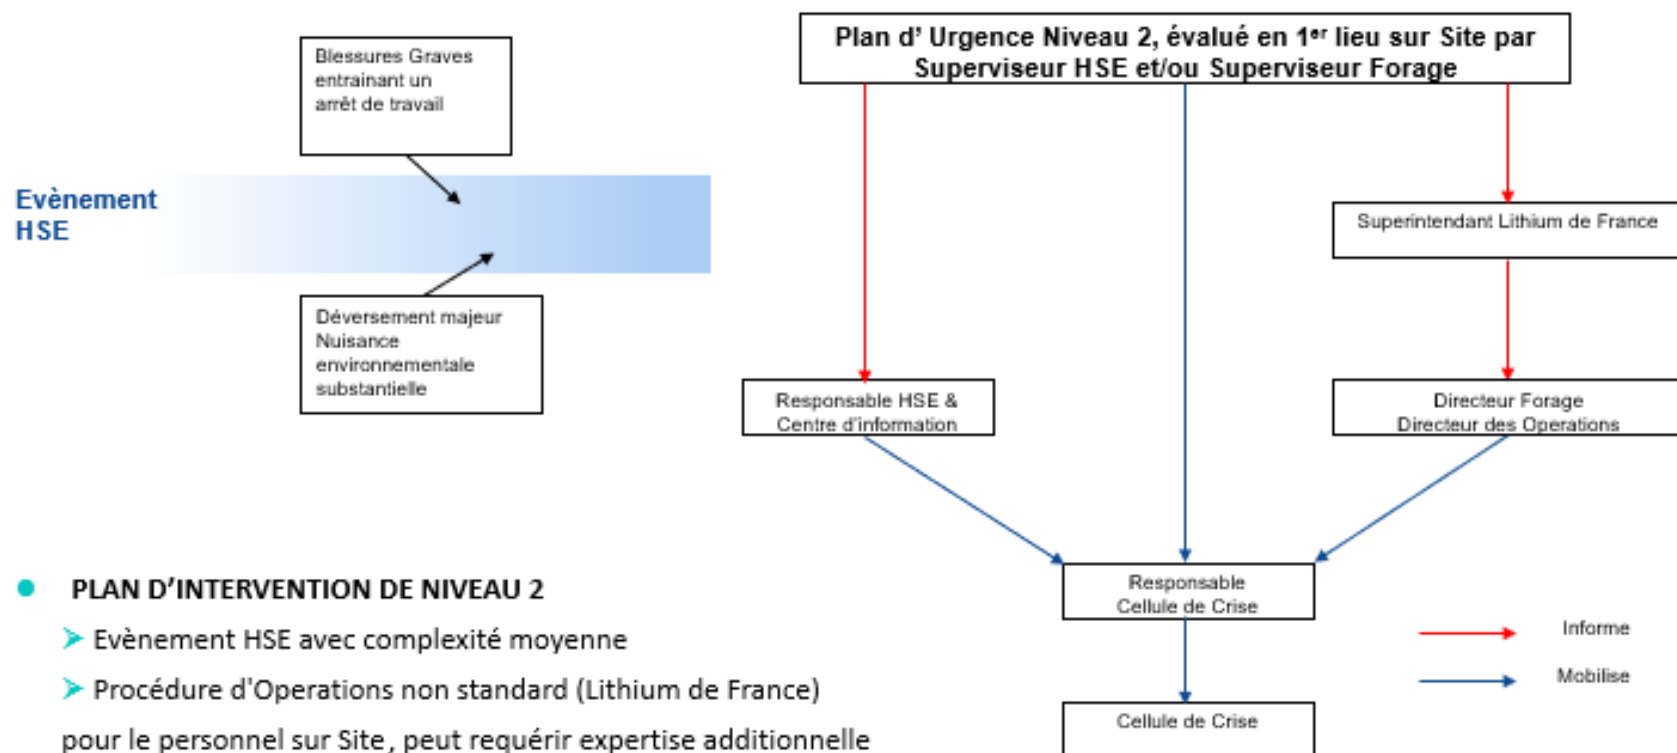 Blessures Graves
entrainant un
arrêt de travail
Evènement
HSE
Déversement majeur
Nuisance
environnementale
substantielle
Plan d' Urgence Niveau 2, évalué en 1er lieu sur Site par
Superviseur HSE et/ou Superviseur Forage
Superintendant Lithium de France
Responsable HSE &
Centre d'information
Directeur Forage
Directeur des Operations
Responsable
Cellule de Crise
Cellule de Crise
Informe
Mobilise
● PLAN D'INTERVENTION DE NIVEAU 2
➤ Evènement HSE avec complexité moyenne
➤ Procédure d'Operations non standard (Lithium de France)
pour le personnel sur Site, peut requérir expertise additionnelle